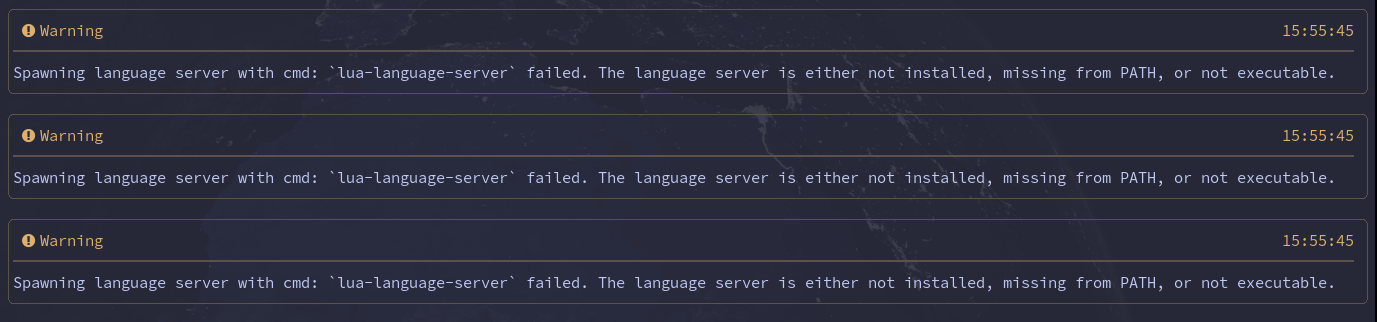 Warning 15:55:45
Spawning language server with cmd: `lua-language-server` failed. The language server is either not installed, missing from PATH, or not executable.
Warning 15:55:45
Spawning language server with cmd: `lua-language-server` failed. The language server is either not installed, missing from PATH, or not executable.
Warning 15:55:45
Spawning language server with cmd: `lua-language-server` failed. The language server is either not installed, missing from PATH, or not executable.